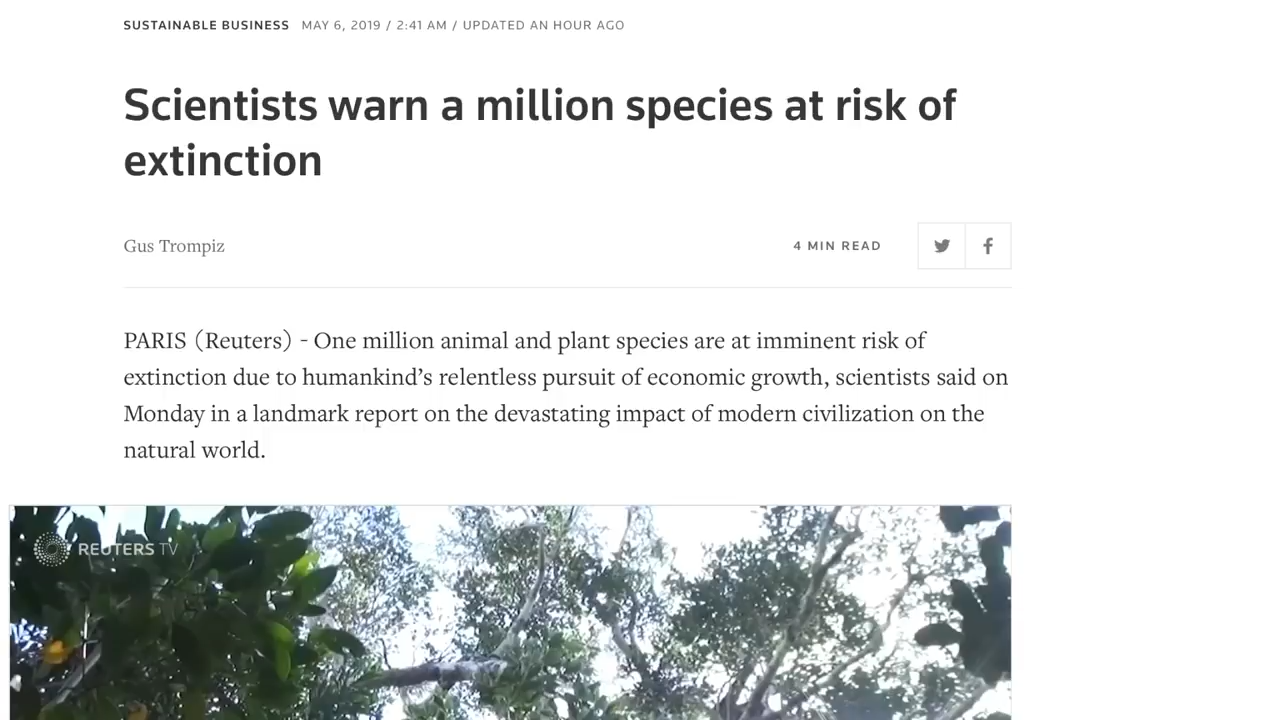 SUSTAINABLE BUSINESS MAY 6, 2019 / 2:41 AM / UPDATED AN HOUR AGO
Scientists warn a million species at risk of
extinction
Gus Trompiz
4 MIN READ
PARIS (Reuters) - One million animal and plant species are at imminent risk of
extinction due to humankind’s relentless pursuit of economic growth, scientists said on
Monday in a landmark report on the devastating impact of modern civilization on the
natural world.
REUTERS TV